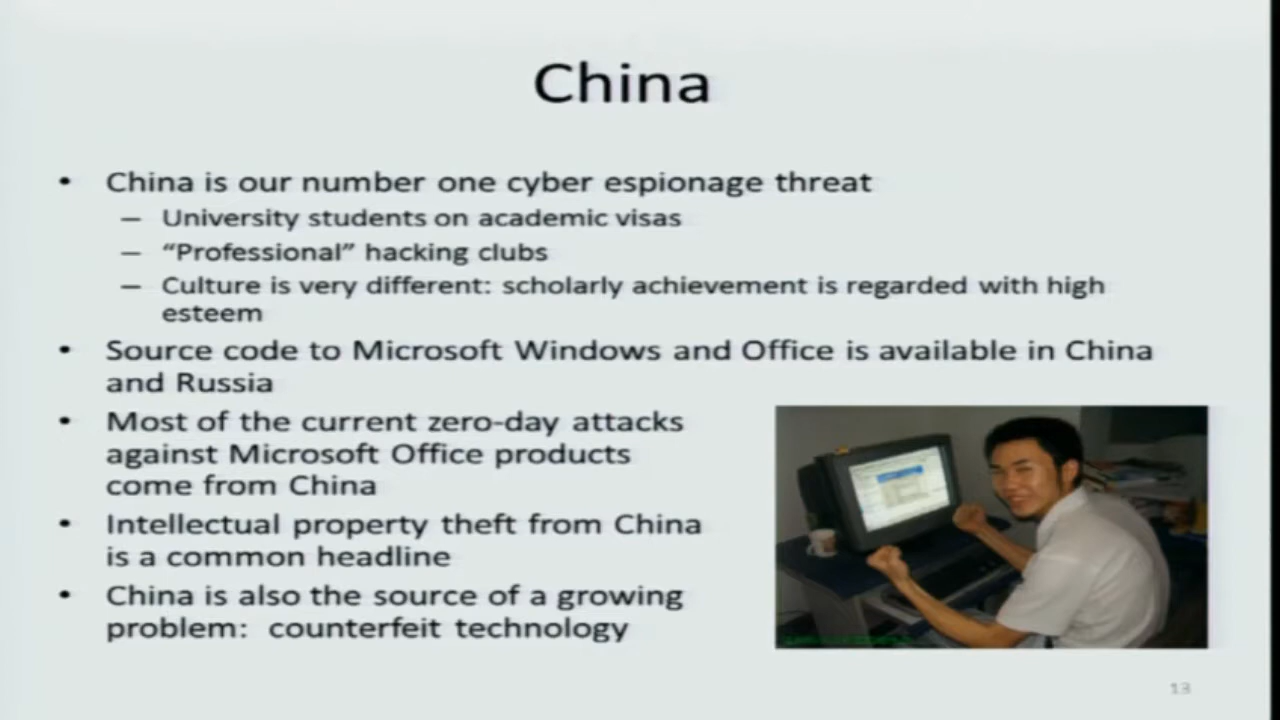 China
• China is our number one cyber espionage threat
– University students on academic visas
– “Professional” hacking clubs
– Culture is very different: scholarly achievement is regarded with high
esteem
• Source code to Microsoft Windows and Office is available in China
and Russia
• Most of the current zero-day attacks
against Microsoft Office products
come from China
• Intellectual property theft from China
is a common headline
• China is also the source of a growing
problem: counterfeit technology
13